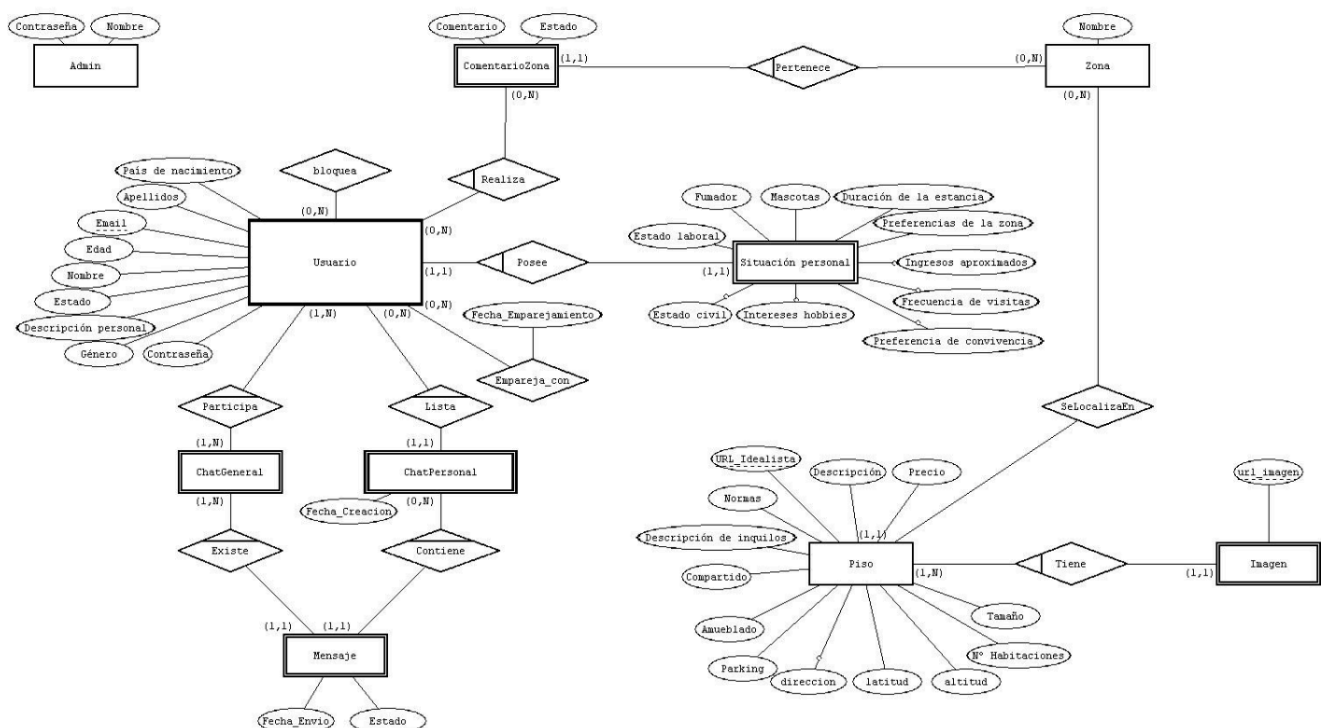 Contraseña
Nombre
Admin
Comentario
Estado
ComentarioZona
(1,1)
(0,N)
Pertenece
Nombre
(0,N)
Zona
(0,N)
País de nacimiento
bloquea
Realiza
Apellidos
(0,N)
Email
(0,N)
Edad
Usuario
Nombre
(1,1)
Estado
(0,N)
Descripción personal
(1,N)
(0,N)
Género
Contraseña
Posee
Fumador
Mascotas
Duración de la estancia
Preferencias de la zona
Estado laboral
Situación personal
(1,1)
Ingresos aproximados
Frecuencia de visitas
Estado civil
Intereses hobbies
Preferencia de convivencia
Fecha_Emparejamiento
Empareja_con
Participa
Lista
SeLocalizaEn
(1,N)
(1,1)
ChatGeneral
ChatPersonal
(1,N)
Fecha_Creacion
(0,N)
Existe
Contiene
(1,1)
(1,1)
Mensaje
Fecha_Envio
Estado
URL_Idealista
Descripción
Precio
Normas
Descripción de inquilos
(1,1)
Compartido
Piso
(1,N)
Tiene
(1,1)
Imagen
url_imagen
Amueblado
Parking
direccion
latitud
altitud
Nº Habitaciones
Tamaño